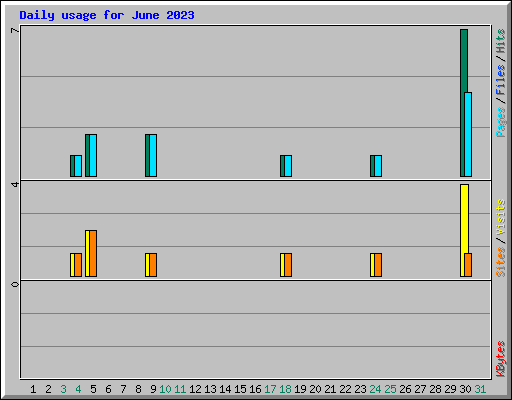 Daily usage for June 2023
7
4
0
Pages / Files / Hits
Sites / Visits
KBytes
1 2 3 4 5 6 7 8 9 10 11 12 13 14 15 16 17 18 19 20 21 22 23 24 25 26 27 28 29 30 31